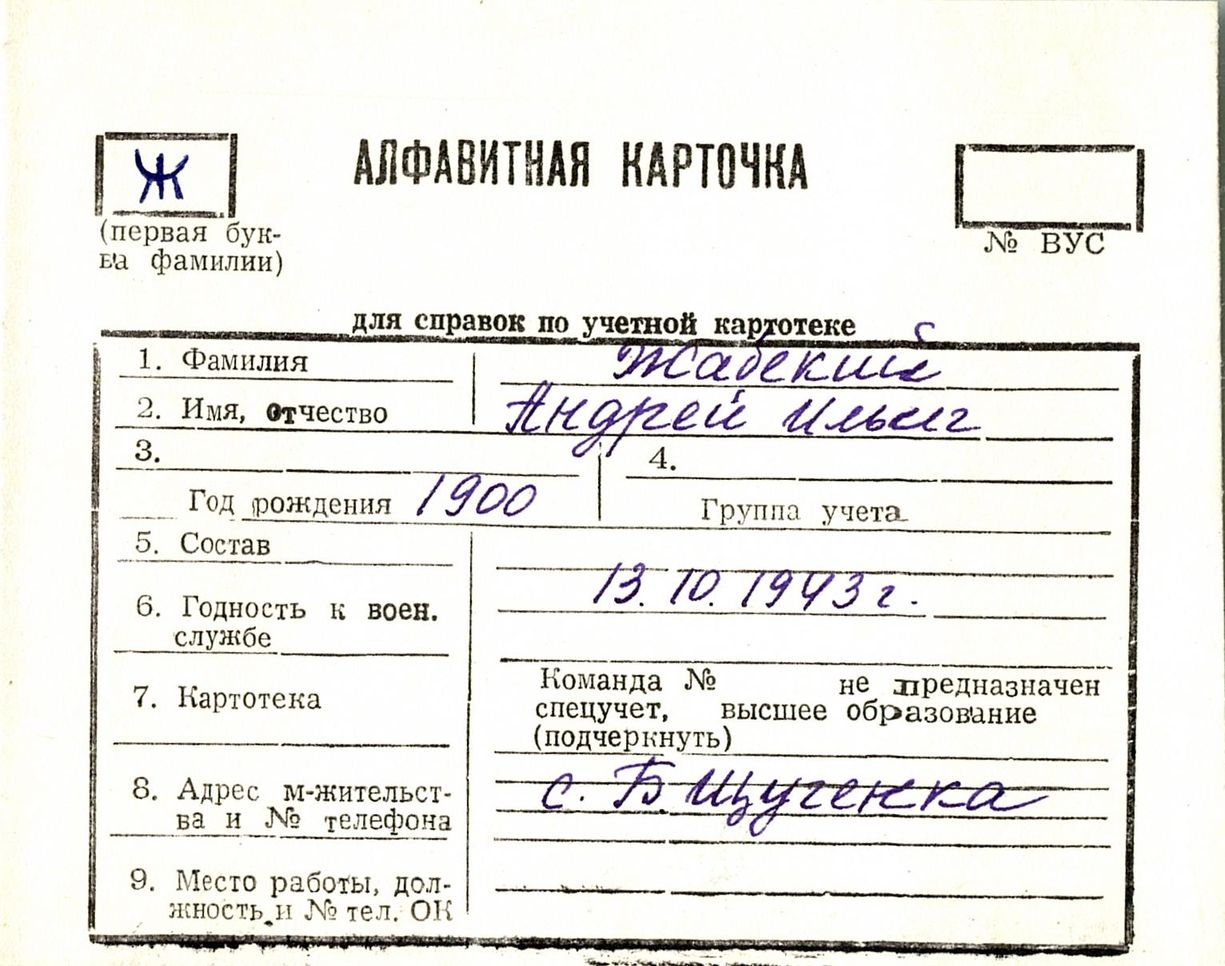 Ж
АЛФАВИТНАЯ КАРТОЧКА
(первая бук-
ва фамилии)
№ ВУС
для справок по учетной картотеке
1. Фамилия Жабский
2. Имя, отчество Андрей Ильич
3.
Год рождения 1900
4.
Группа учета
5. Состав
13.10.1943 г.
6. Годность к воен.
службе
7. Картотека
Команда № не предназначен
спецучет, высшее образование
(подчеркнуть)
8. Адрес м-жительст-
ва и № телефона
с. Б
9. Место работы, дол-
жность и № тел. ОК